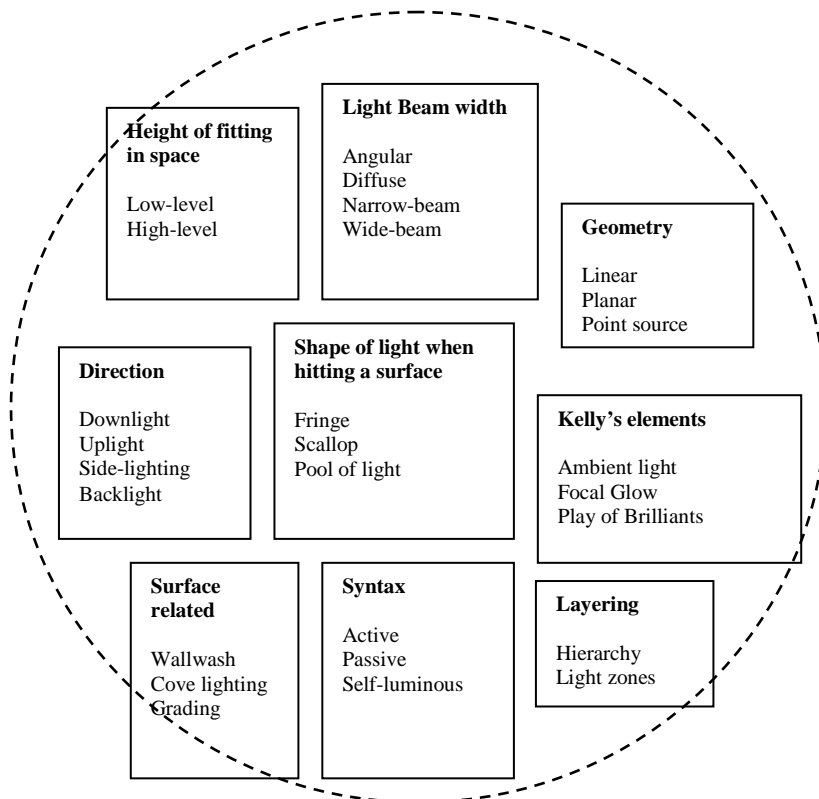 Height of fitting
in space
Low-level
High-level
Light Beam width
Angular
Diffuse
Narrow-beam
Wide-beam
Geometry
Linear
Planar
Point source
Direction
Downlight
Uplight
Side-lighting
Backlight
Shape of light when
hitting a surface
Fringe
Scallop
Pool of light
Kelly’s elements
Ambient light
Focal Glow
Play of Brilliants
Surface
related
Wallwash
Cove lighting
Grading
Syntax
Active
Passive
Self-luminous
Layering
Hierarchy
Light zones